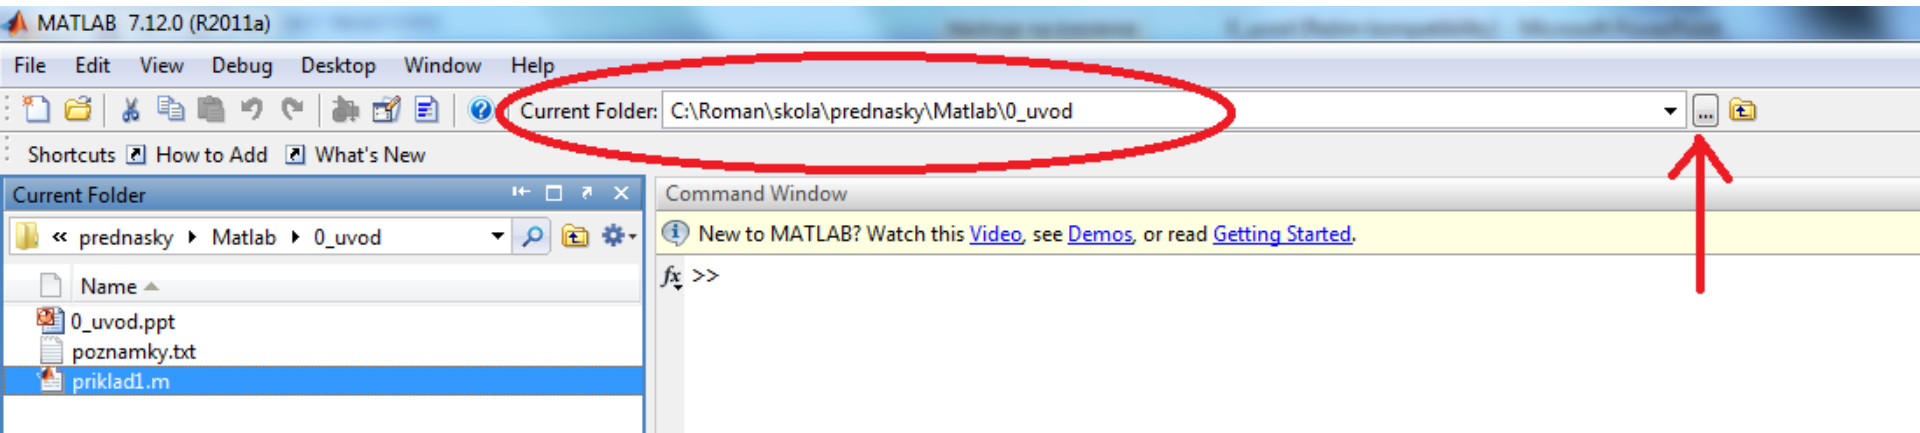 MATLAB 7.12.0 (R2011a)
File Edit View Debug Desktop Window Help
Current Folder: C:\Roman\skola\prednasky\Matlab\0_uvod ...
Shortcuts How to Add What's New
Current Folder
« prednasky Matlab 0_uvod
Name
0_uvod.ppt
poznamky.txt
priklad1.m
Command Window
New to MATLAB? Watch this Video, see Demos, or read Getting Started.
fx >>